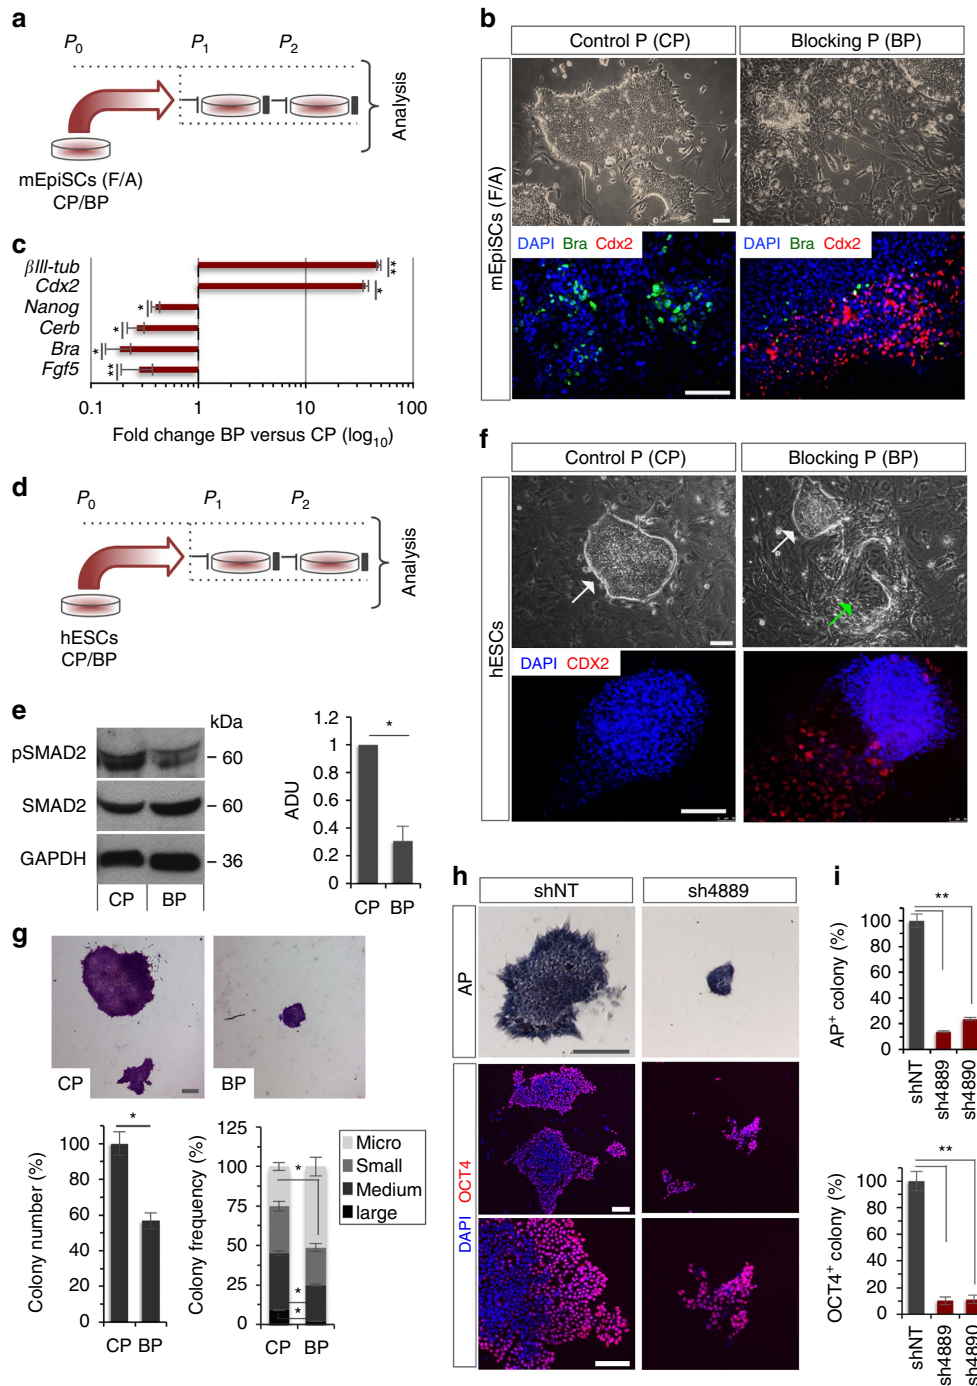 a
P0
P1
P2
Analysis
mEpiSCs (F/A)
CP/BP
b
Control P (CP)
Blocking P (BP)
mEpiSCs (F/A)
DAPI Bra Cdx2
DAPI Bra Cdx2
c
βIII-tub
Cdx2
Nanog
Cerb
Bra
Fgf5
**
*
*
*
*
**
0.1 1 10 100
Fold change BP versus CP (log10)
d
P0
P1
P2
Analysis
hESCs
CP/BP
e
kDa
pSMAD2
– 60
SMAD2
– 60
GAPDH
– 36
CP BP
ADU
1.2
1
0.8
0.6
0.4
0.2
0
*
CP BP
f
Control P (CP)
Blocking P (BP)
hESCs
DAPI CDX2
g
CP
BP
Colony number (%)
100
80
60
40
20
0
*
CP BP
Colony frequency (%)
125
100
75
50
25
0
*
*
*
Micro
Small
Medium
large
CP BP
h
shNT
sh4889
AP
DAPI OCT4
i
AP+ colony (%)
100
80
60
40
20
0
**
shNT
sh4889
sh4890
OCT4+ colony (%)
100
80
60
40
20
0
**
shNT
sh4889
sh4890